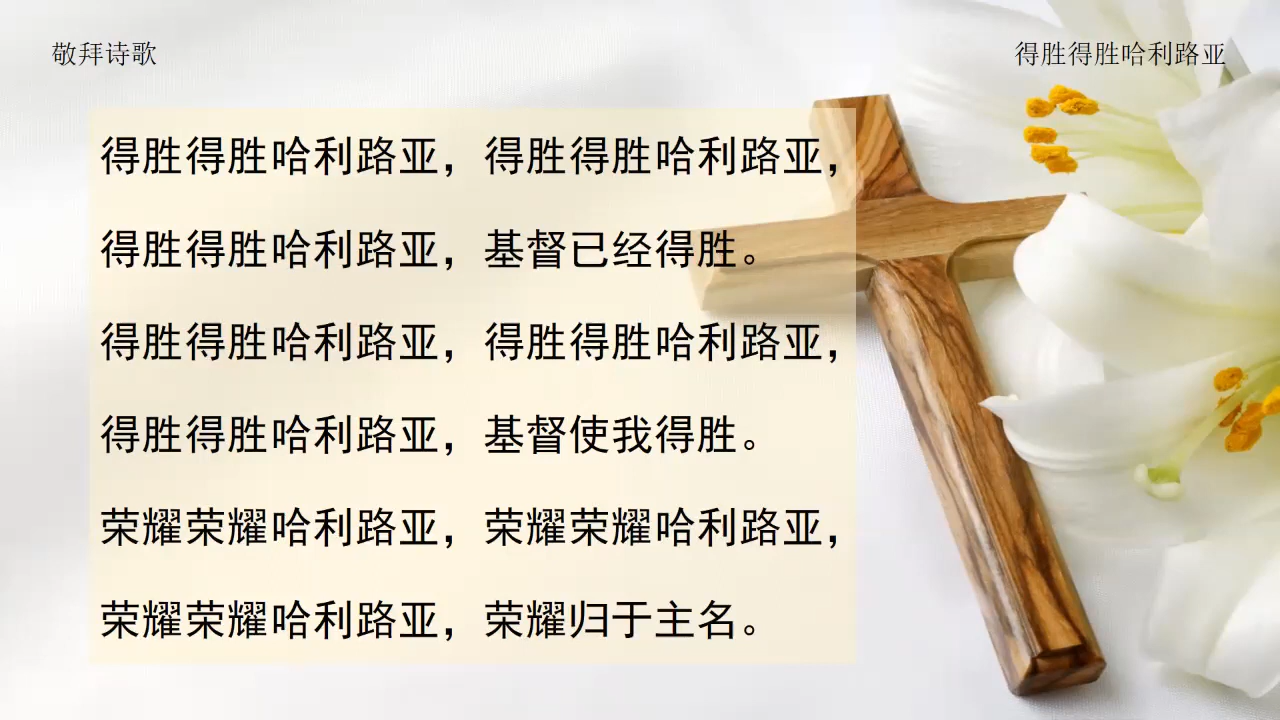 敬拜诗歌
得胜得胜哈利路亚
得胜得胜哈利路亚，得胜得胜哈利路亚，
得胜得胜哈利路亚，基督已经得胜。
得胜得胜哈利路亚，得胜得胜哈利路亚，
得胜得胜哈利路亚，基督使我得胜。
荣耀荣耀哈利路亚，荣耀荣耀哈利路亚，
荣耀荣耀哈利路亚，荣耀归于主名。